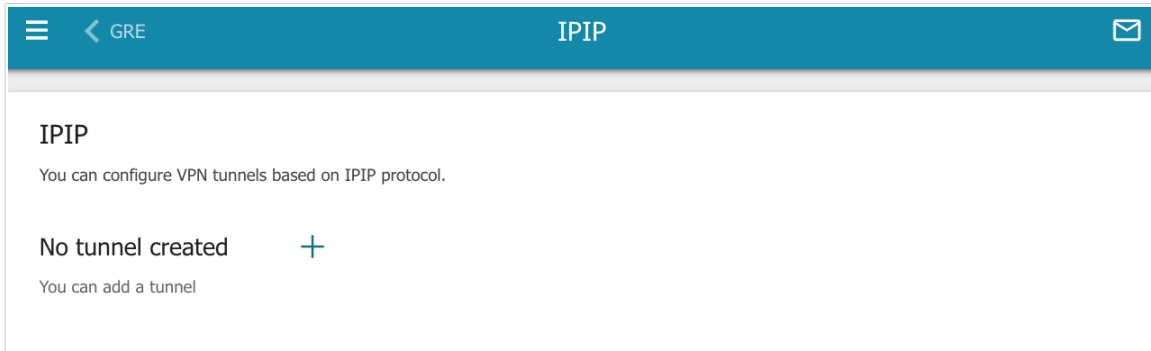 GRE
IPIP
IPIP
You can configure VPN tunnels based on IPIP protocol.
No tunnel created
You can add a tunnel